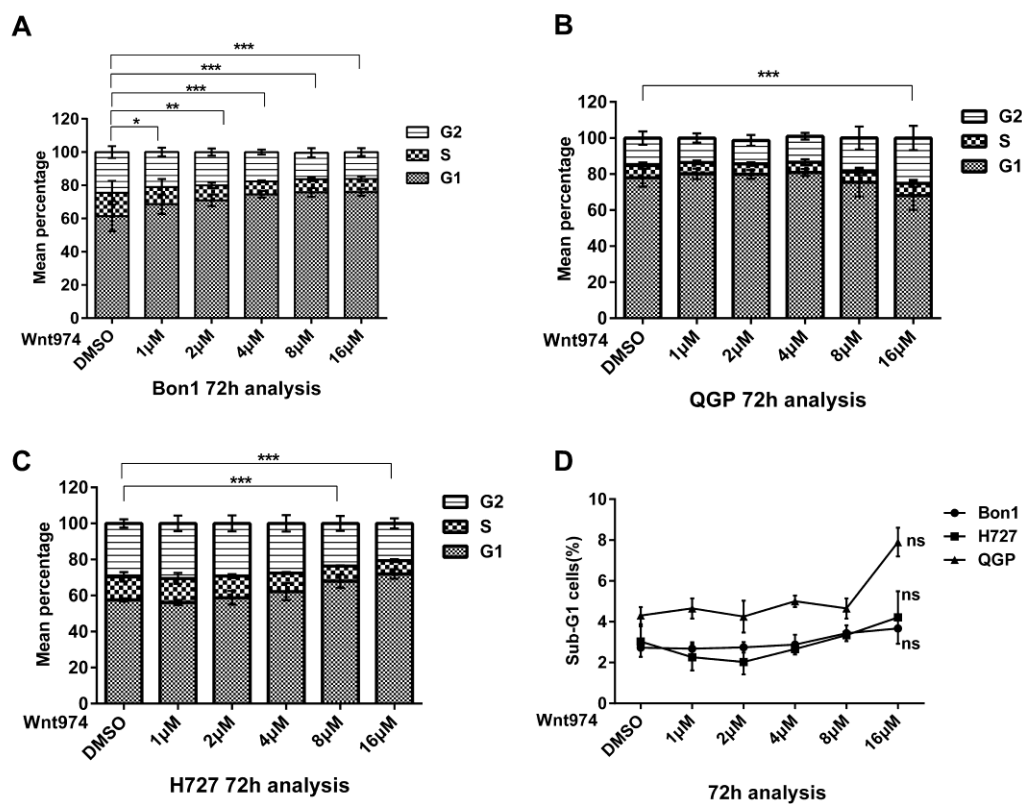 A
***
***
***
**
*
120
100
80
60
40
20
0
Mean percentage
G2
S
G1
Wnt974
DMSO
1μM
2μM
4μM
8μM
16μM
Bon1 72h analysis
B
***
120
100
80
60
40
20
0
Mean percentage
G2
S
G1
Wnt974
DMSO
1μM
2μM
4μM
8μM
16μM
QGP 72h analysis
C
***
***
120
100
80
60
40
20
0
Mean percentage
G2
S
G1
Wnt974
DMSO
1μM
2μM
4μM
8μM
16μM
H727 72h analysis
D
10
8
6
4
2
0
Sub-G1 cells(%)
Bon1
H727
QGP
ns
ns
ns
Wnt974
DMSO
1μM
2μM
4μM
8μM
16μM
72h analysis